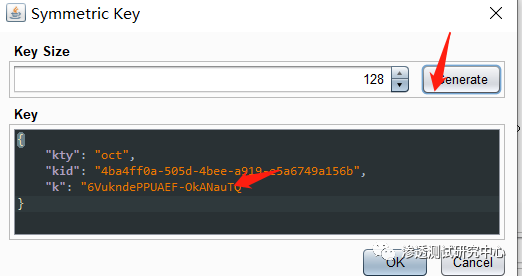 Symmetric Key
Key Size
128
Generate
Key
{
"kty": "oct",
"kid": "4ba4ff0a-505d-4bee-a919-e5a6749a156b",
"k": "6VukndePPUAEF-OkANauTQ"
}
渗透测试研究中心
OK
Cancel